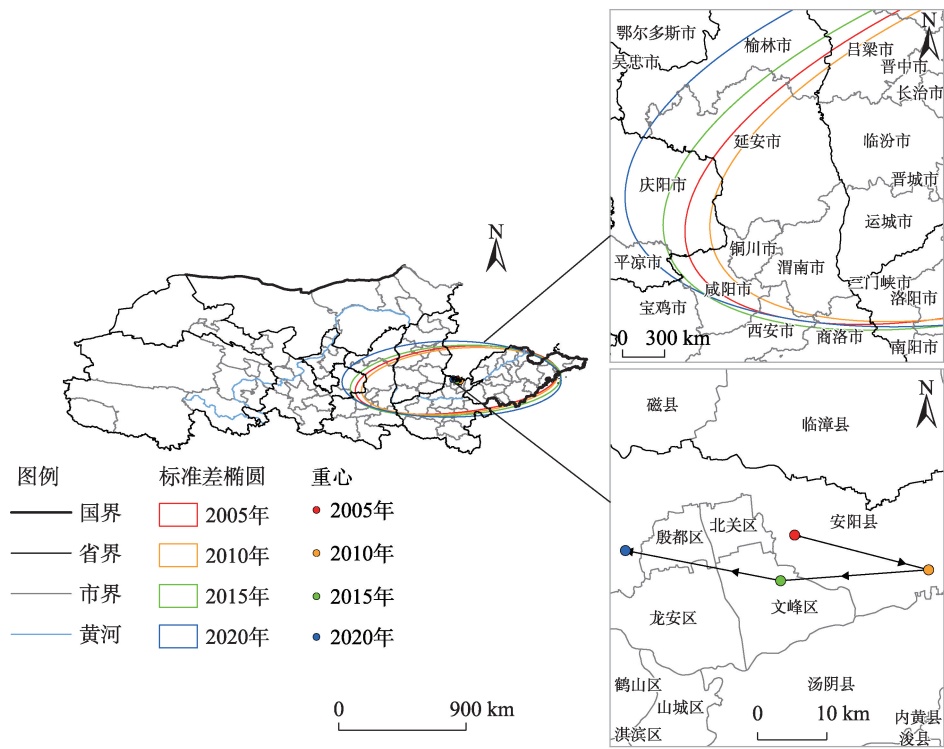 N
图例
标准差椭圆
重心
国界
2005年
2005年
省界
2010年
2010年
市界
2015年
2015年
黄河
2020年
2020年
0
900 km
N
鄂尔多斯市
榆林市
吕梁市
吴忠市
晋中市
长治市
延安市
临汾市
庆阳市
晋城市
运城市
铜川市
平凉市
渭南市
三门峡市
咸阳市
洛阳市
宝鸡市
西安市
商洛市
南阳市
0 300 km
N
磁县
临漳县
安阳县
北关区
殷都区
文峰区
龙安区
鹤山区
汤阴县
山城区
内黄县
淇滨区
浚县
0
10 km